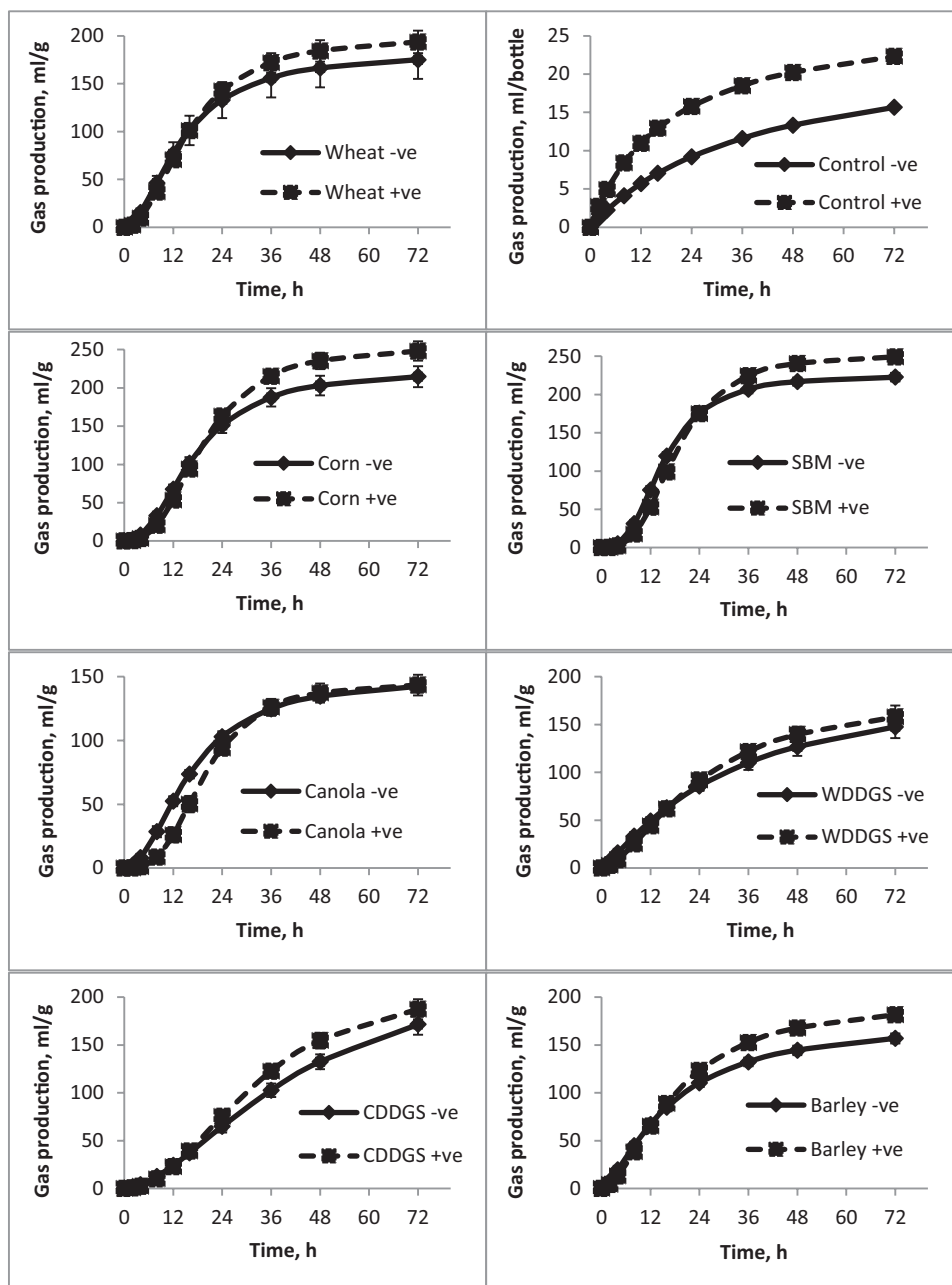 Gas production, ml/g
200
150
100
50
0
Wheat -ve
Wheat +ve
0 12 24 36 48 60 72
Time, h
Gas production, ml/bottle
25
20
15
10
5
0
Control -ve
Control +ve
0 12 24 36 48 60 72
Time, h
Gas production, ml/g
250
200
150
100
50
0
Corn -ve
Corn +ve
0 12 24 36 48 60 72
Time, h
Gas production, ml/g
250
200
150
100
50
0
SBM -ve
SBM +ve
0 12 24 36 48 60 72
Time, h
Gas production, ml/g
150
100
50
0
Canola -ve
Canola +ve
0 12 24 36 48 60 72
Time, h
Gas production, ml/g
200
150
100
50
0
WDDGS -ve
WDDGS +ve
0 12 24 36 48 60 72
Time, h
Gas production, ml/g
200
150
100
50
0
CDDGS -ve
CDDGS +ve
0 12 24 36 48 60 72
Time, h
Gas production, ml/g
200
150
100
50
0
Barley -ve
Barley +ve
0 12 24 36 48 60 72
Time, h